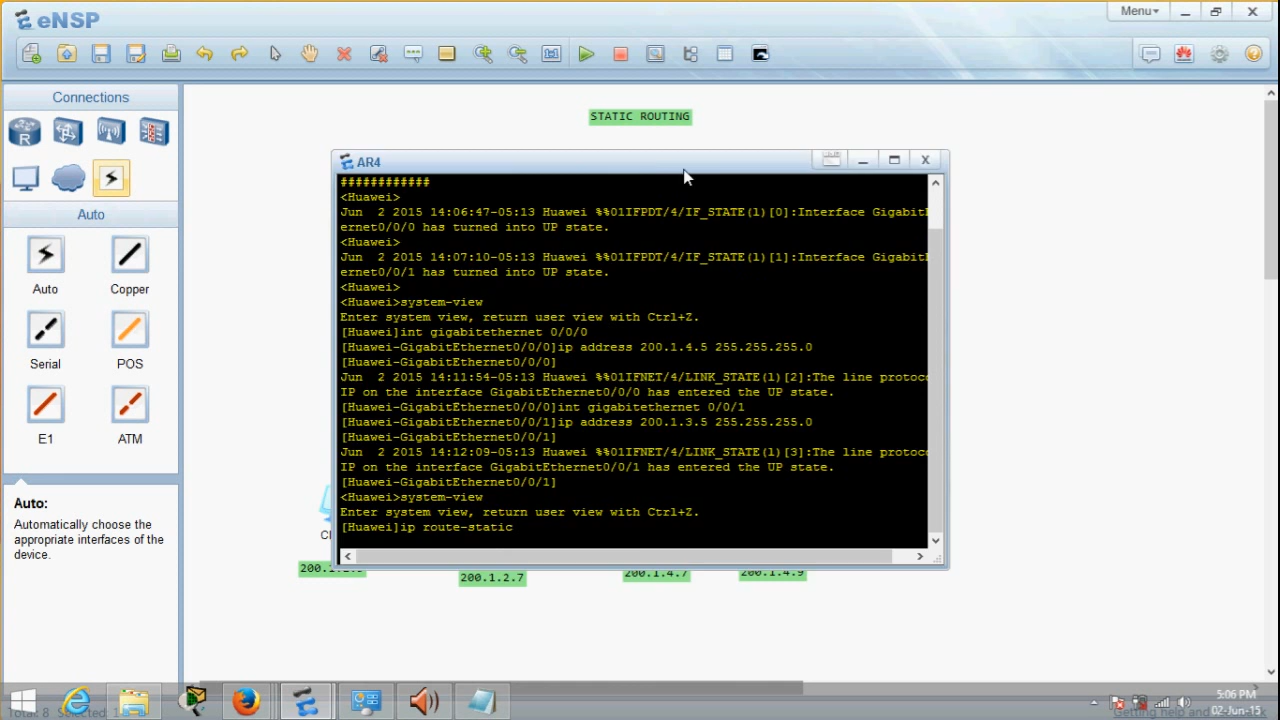 eNSP
Menu
Connections
STATIC ROUTING
R
AR4
Auto
Auto
Copper
Serial
POS
E1
ATM
Auto:
Automatically choose the
appropriate interfaces of the
device.
############
<Huawei>
Jun  2 2015 14:06:47-05:13 Huawei %%01IFPDT/4/IF_STATE(l)[0]:Interface Gigabit
ernet0/0/0 has turned into UP state.
<Huawei>
Jun  2 2015 14:07:10-05:13 Huawei %%01IFPDT/4/IF_STATE(l)[1]:Interface Gigabit
ernet0/0/1 has turned into UP state.
<Huawei>
<Huawei>system-view
Enter system view, return user view with Ctrl+Z.
[Huawei]int gigabitethernet 0/0/0
[Huawei-GigabitEthernet0/0/0]ip address 200.1.4.5 255.255.255.0
[Huawei-GigabitEthernet0/0/0]
Jun  2 2015 14:11:54-05:13 Huawei %%01IFNET/4/LINK_STATE(l)[2]:The line protoc
IP on the interface GigabitEthernet0/0/0 has entered the UP state.
[Huawei-GigabitEthernet0/0/0]int gigabitethernet 0/0/1
[Huawei-GigabitEthernet0/0/1]ip address 200.1.3.5 255.255.255.0
[Huawei-GigabitEthernet0/0/1]
Jun  2 2015 14:12:09-05:13 Huawei %%01IFNET/4/LINK_STATE(l)[3]:The line protoc
IP on the interface GigabitEthernet0/0/1 has entered the UP state.
[Huawei-GigabitEthernet0/0/1]
<Huawei>system-view
Enter system view, return user view with Ctrl+Z.
[Huawei]ip route-static
200.1.2.7
200.1.4.7
200.1.4.9
Total: 8 Selected: 1
Getting help and
5:06 PM
02-Jun-15